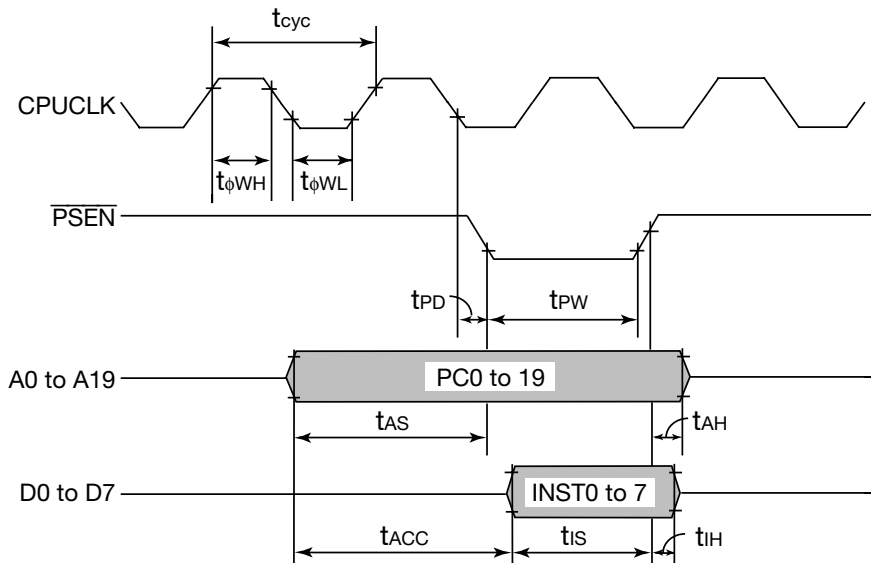 tcyc
CPUCLK
tϕWH tϕWL
PSEN
tPD tPW
A0 to A19 PC0 to 19
tAS tAH
D0 to D7 INST0 to 7
tACC tIS tIH